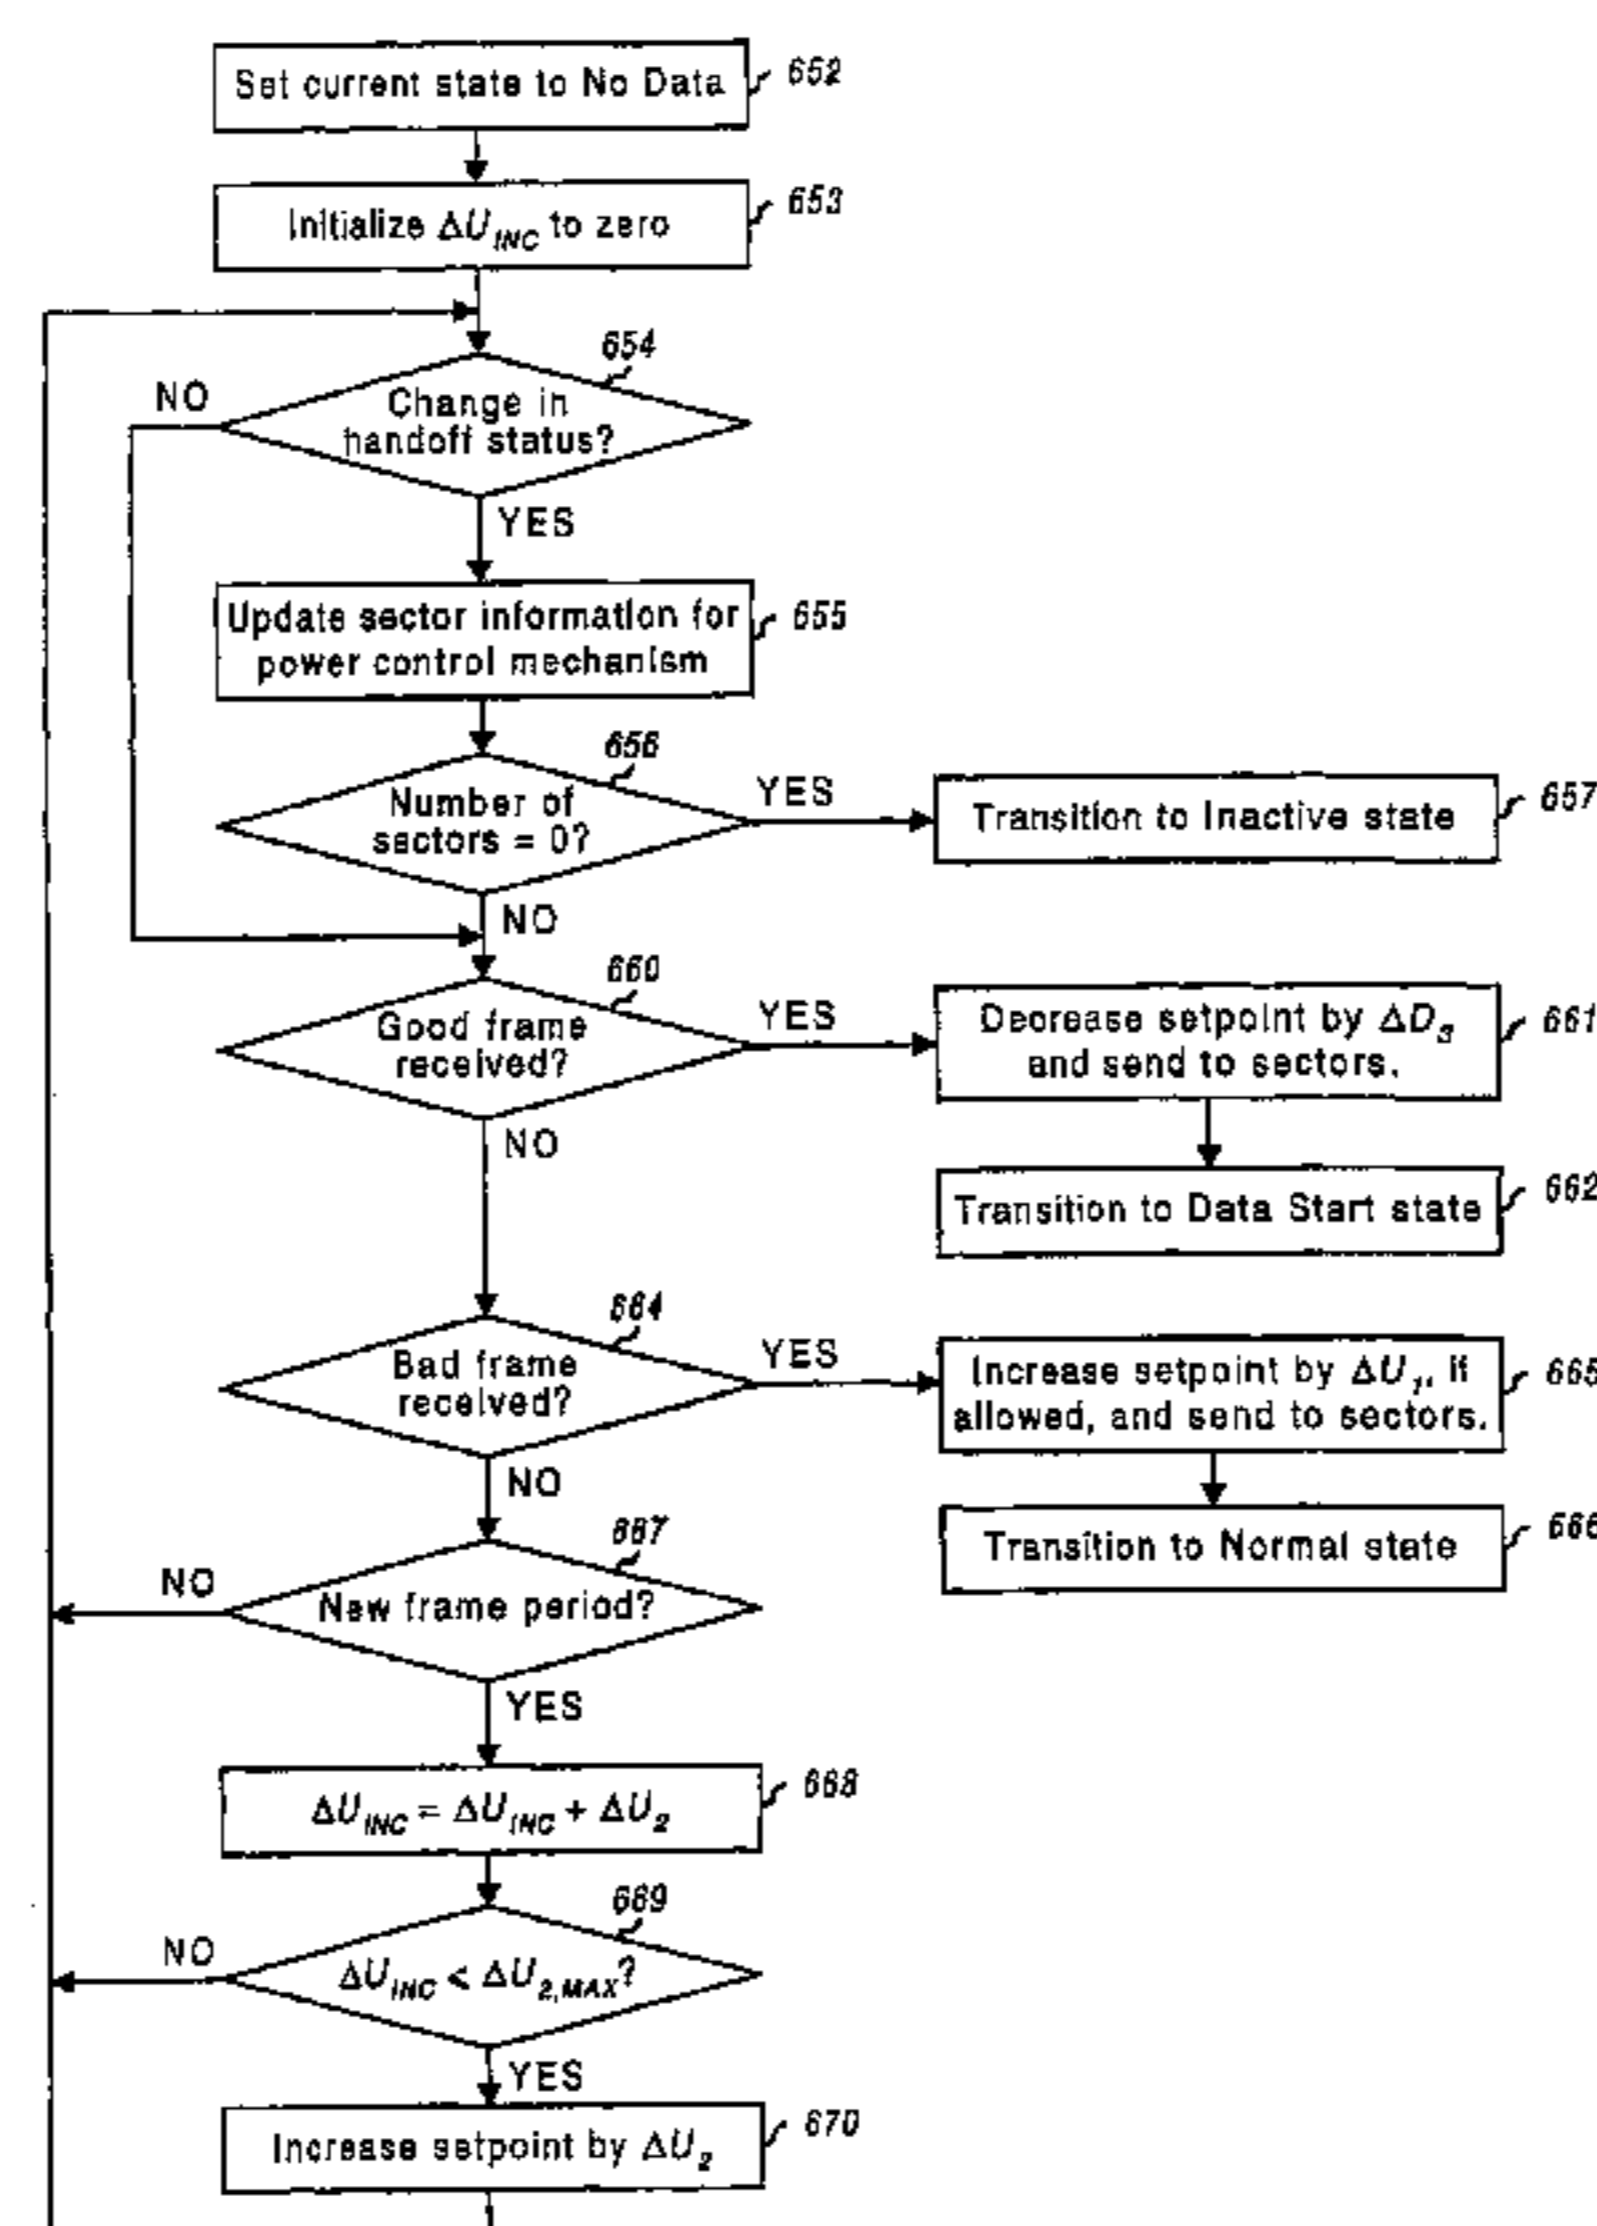 Set current state to No Data
652
Initialize ΔU_INC to zero
653
654
NO
Change in
handoff status?
YES
Update sector information for
power control mechanism
655
656
Number of
sectors = 0?
YES
Transition to Inactive state
657
NO
660
Good frame
received?
YES
Decrease setpoint by ΔD_3
and send to sectors.
661
NO
Transition to Data Start state
662
664
Bad frame
received?
YES
Increase setpoint by ΔU_1, if
allowed, and send to sectors.
665
NO
667
Transition to Normal state
666
NO
New frame period?
YES
ΔU_INC = ΔU_INC + ΔU_2
668
669
NO
ΔU_INC < ΔU_2,MAX?
YES
Increase setpoint by ΔU_2
670